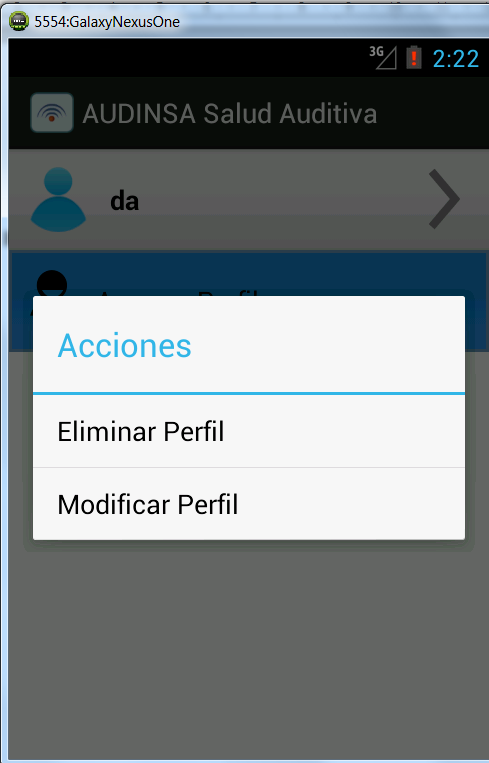 5554:GalaxyNexusOne
3G
2:22
AUDINSA Salud Auditiva
da
Acciones
Eliminar Perfil
Modificar Perfil